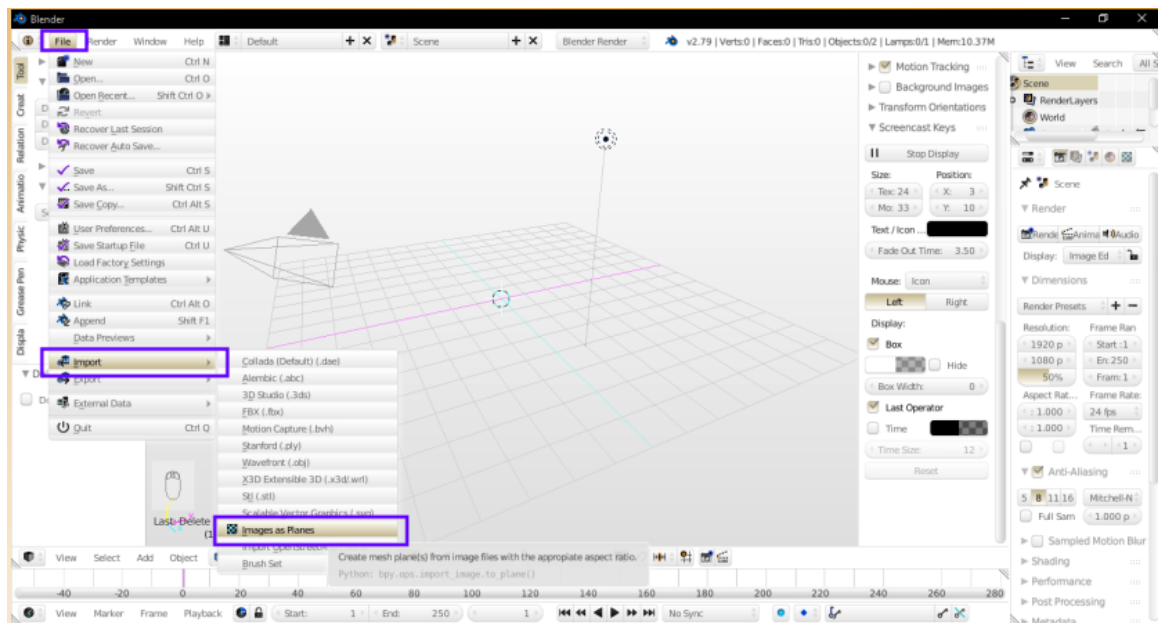 Blender
File Render Window Help Default Scene Blender Render v2.79 | Verts:0 | Faces:0 | Tris:0 | Objects:0/2 | Lamps:0/1 | Mem:10.37M
New Ctrl N
Open... Ctrl O
Open Recent... Shift Ctrl O
Revert
Recover Last Session
Recover Auto Save...
Save Ctrl S
Save As... Shift Ctrl S
Save Copy... Ctrl Alt S
User Preferences... Ctrl Alt U
Save Startup File Ctrl U
Load Factory Settings
Application Templates
Link Ctrl Alt O
Append Shift F1
Data Previews
Import
Export
External Data
Quit Ctrl Q
Tool
Creat
Relation
Animatio
Physic
Grease Pen
Displa
Collada (Default) (.dae)
Alembic (.abc)
3D Studio (.3ds)
FBX (.fbx)
Motion Capture (.bvh)
Stanford (.ply)
Wavefront (.obj)
X3D Extensible 3D (.x3d/.wrl)
Stl (.stl)
Scalable Vector Graphics (.svg)
Images as Planes
Brush Set
Create mesh plane(s) from image files with the appropiate aspect ratio.
Python: bpy.ops.import_image.to_plane()
Last: Delete
Motion Tracking
Background Images
Transform Orientations
Screencast Keys
Stop Display
Size: Position:
Tex: 24 X: 3
Mo: 33 Y: 10
Text / Icon ...
Fade Out Time: 3.50
Mouse: Icon
Left Right
Display:
Box
Hide
Box Width: 0
Last Operator
Time
Time Size: 12
Reset
View Search All S
Scene
RenderLayers
World
Scene
Render
Rende Anima Audio
Display: Image Ed
Dimensions
Render Presets
Resolution: Frame Ran
1920 p Start :1
1080 p En: 250
50% Fram: 1
Aspect Rat... Frame Rate:
: 1.000 24 fps
: 1.000 Time Rem...
1
Anti-Aliasing
5 8 11 16 Mitchell-N
Full Sam 1.000 p
Sampled Motion Blur
Shading
Performance
Post Processing
Metadata
View Select Add Object
-40 -20 0 20 40 60 80 100 120 140 160 180 200 220 240 260 280
View Marker Frame Playback Start: 1 End: 250 1 No Sync